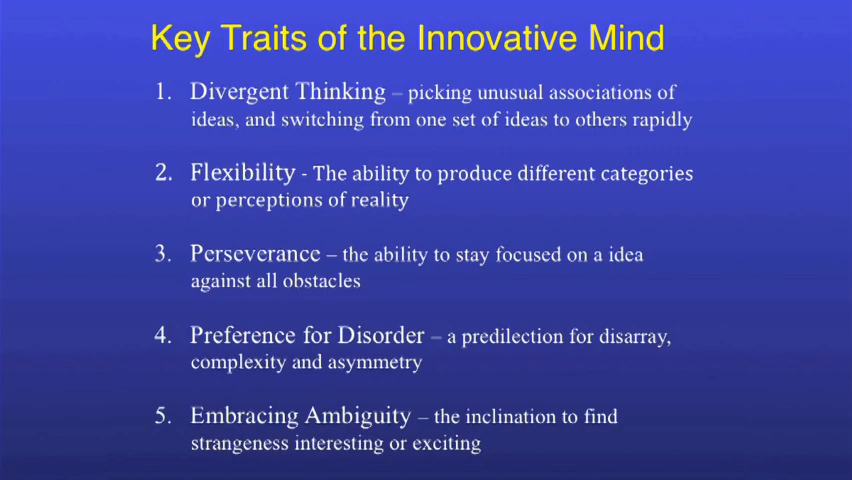 Key Traits of the Innovative Mind
1. Divergent Thinking – picking unusual associations of
ideas, and switching from one set of ideas to others rapidly
2. Flexibility - The ability to produce different categories
or perceptions of reality
3. Perseverance – the ability to stay focused on a idea
against all obstacles
4. Preference for Disorder – a predilection for disarray,
complexity and asymmetry
5. Embracing Ambiguity – the inclination to find
strangeness interesting or exciting